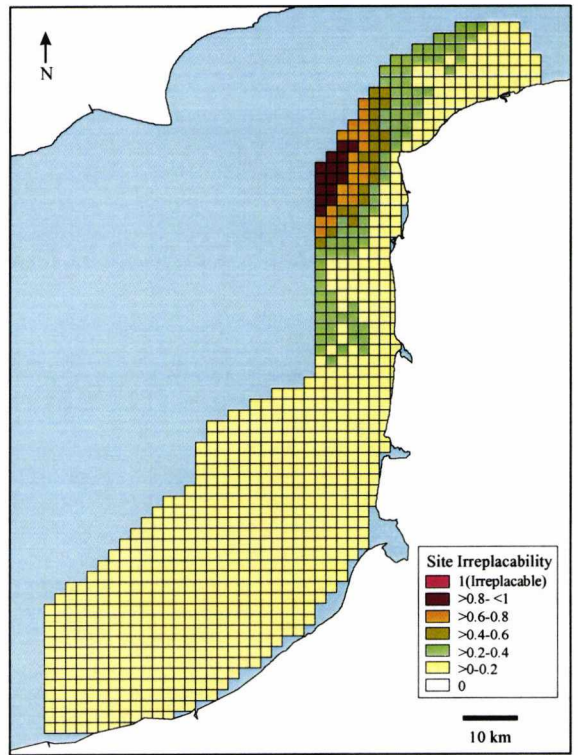 N
Site Irreplacability
1(Irreplacable)
>0.8- <1
>0.6-0.8
>0.4-0.6
>0.2-0.4
>0-0.2
0
10 km